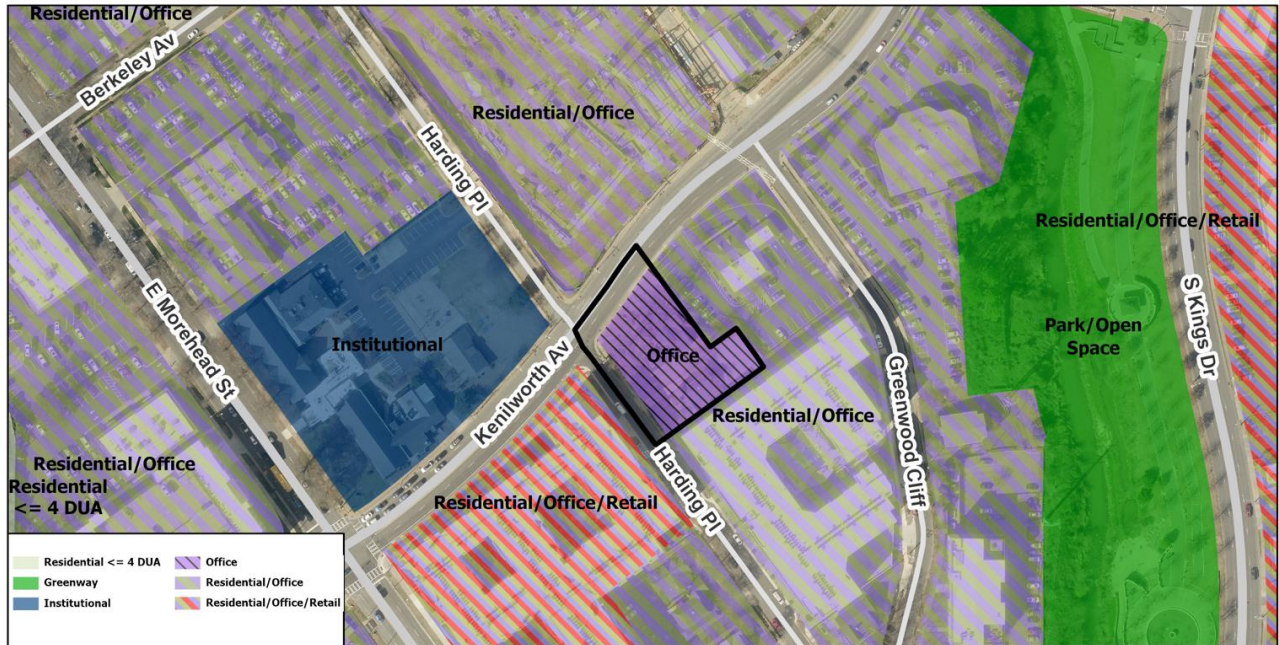 Residential/Office
Berkeley Av
Residential/Office
Harding Pl
Residential/Office/Retail
S Kings Dr
Park/Open
Space
Institutional
E Morehead St
Office
Kenilworth Av
Residential/Office
Greenwood Cliff
Harding Pl
Residential/Office
Residential
<= 4 DUA
Residential/Office/Retail
Residential <= 4 DUA
Greenway
Institutional
Office
Residential/Office
Residential/Office/Retail